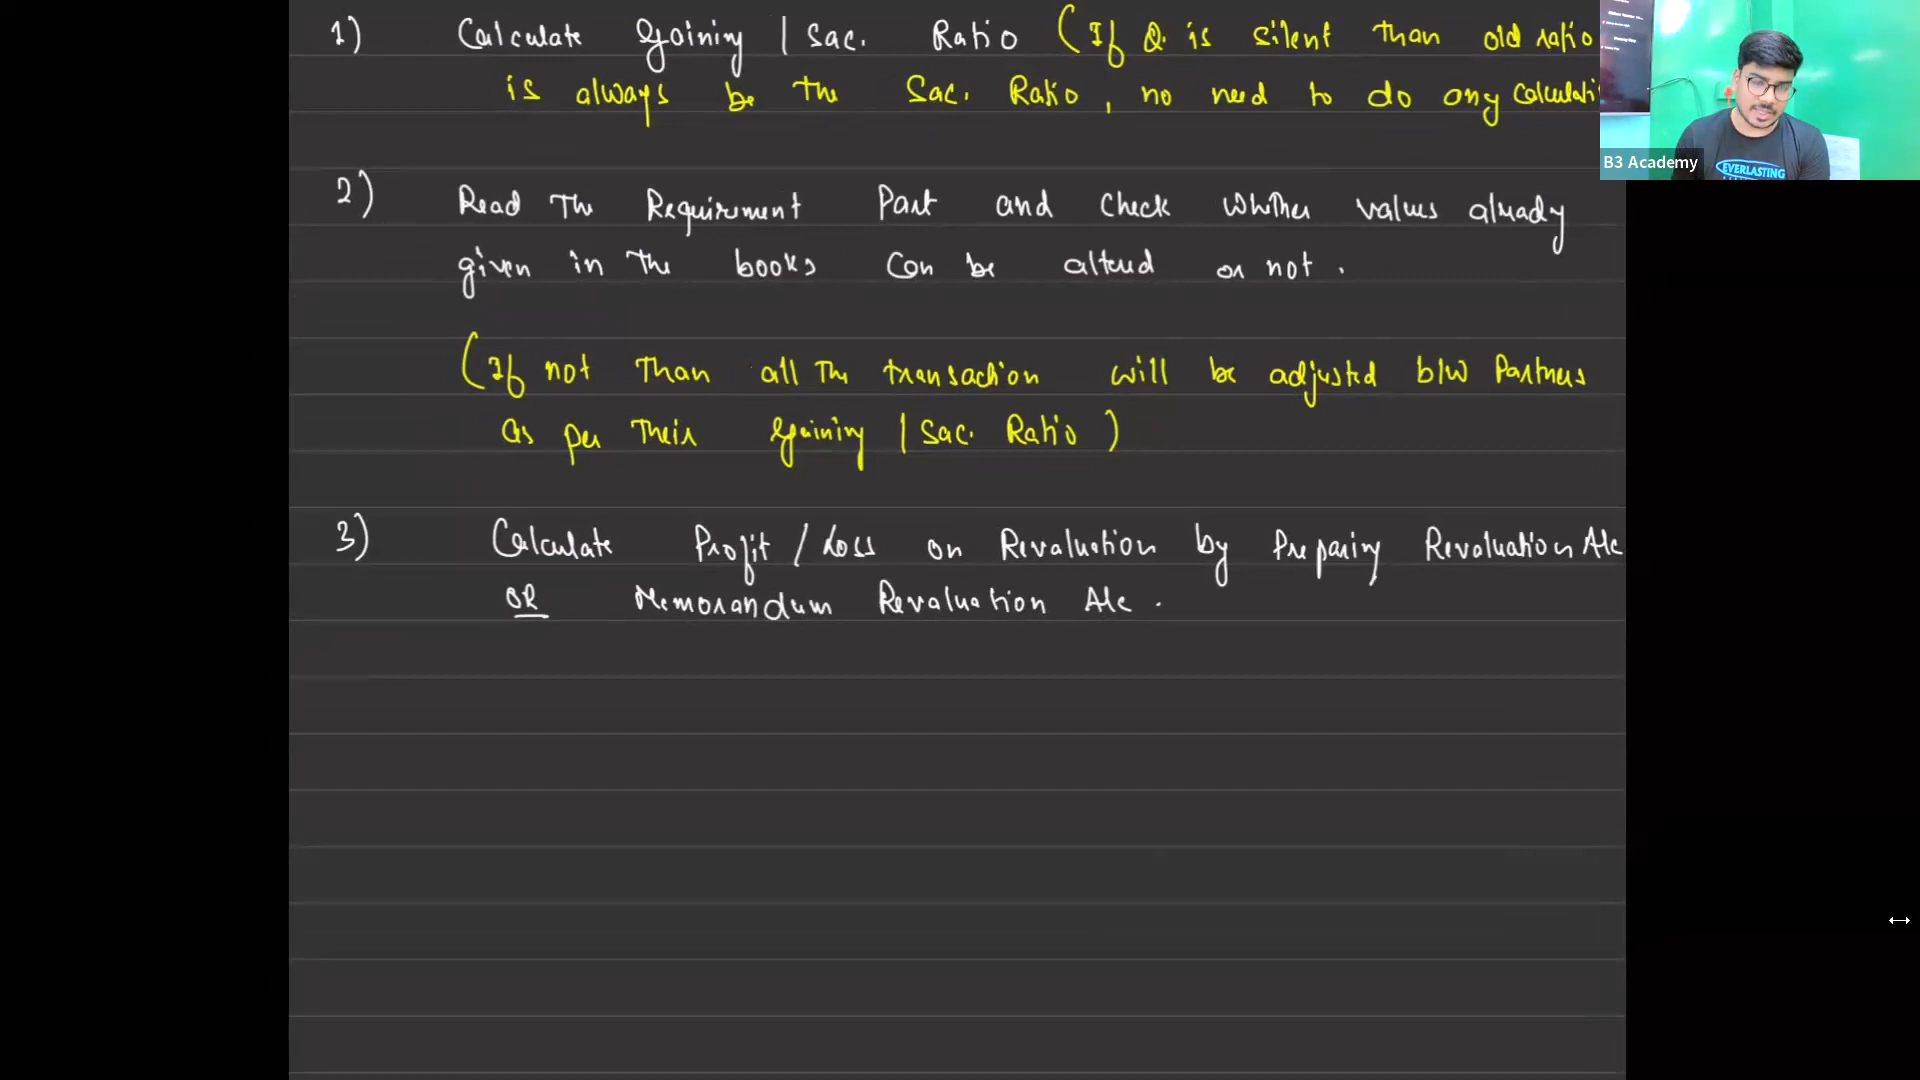 1) Calculate Gaining | Sac. Ratio (If Q. is silent than old ratio
is always be the Sac. Ratio, no need to do any Calculati
2) Read The Requirement Part and Check Whether values already
given in The books Can be altered or not.
(If not Than all The transaction will be adjusted b/w Partners
as per Their Gaining | Sac. Ratio)
3) Calculate Profit / Loss on Revaluation by Preparing Revaluation A/c
OR Memorandum Revaluation A/c.
B3 Academy
EVERLASTING